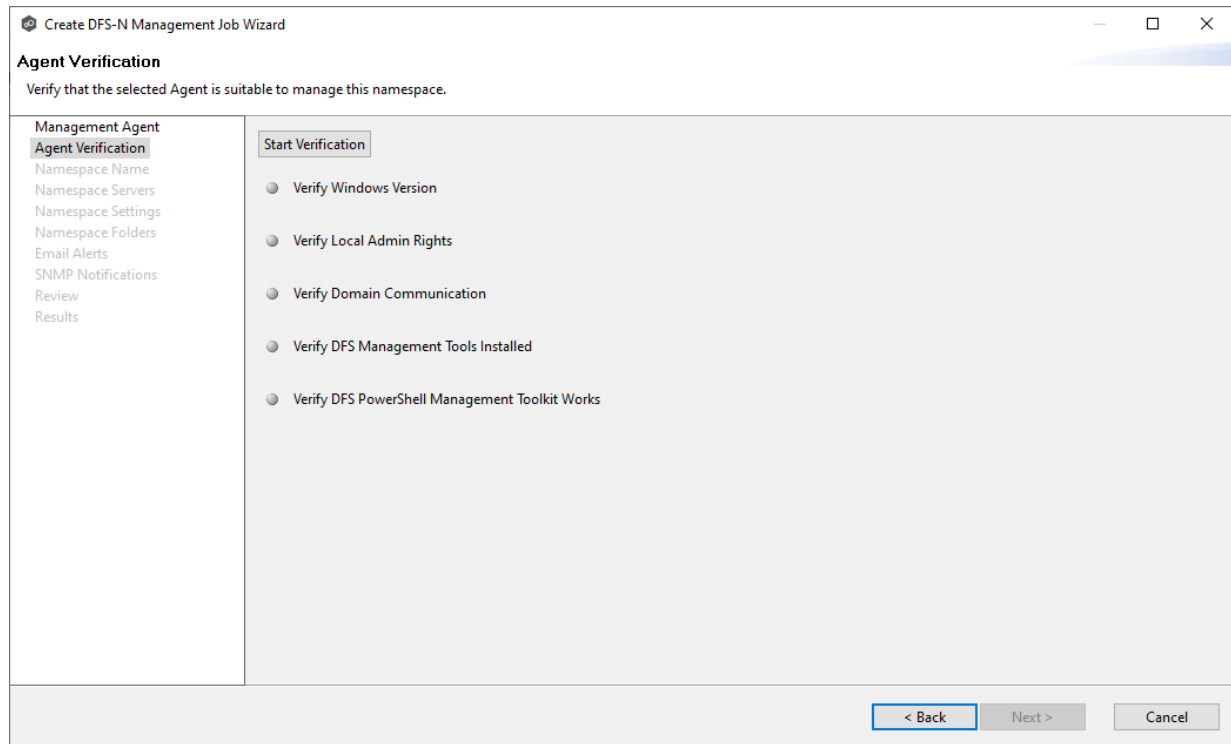 Create DFS-N Management Job Wizard
Agent Verification
Verify that the selected Agent is suitable to manage this namespace.
Management Agent
Agent Verification
Namespace Name
Namespace Servers
Namespace Settings
Namespace Folders
Email Alerts
SNMP Notifications
Review
Results
Start Verification
Verify Windows Version
Verify Local Admin Rights
Verify Domain Communication
Verify DFS Management Tools Installed
Verify DFS PowerShell Management Toolkit Works
< Back
Next >
Cancel